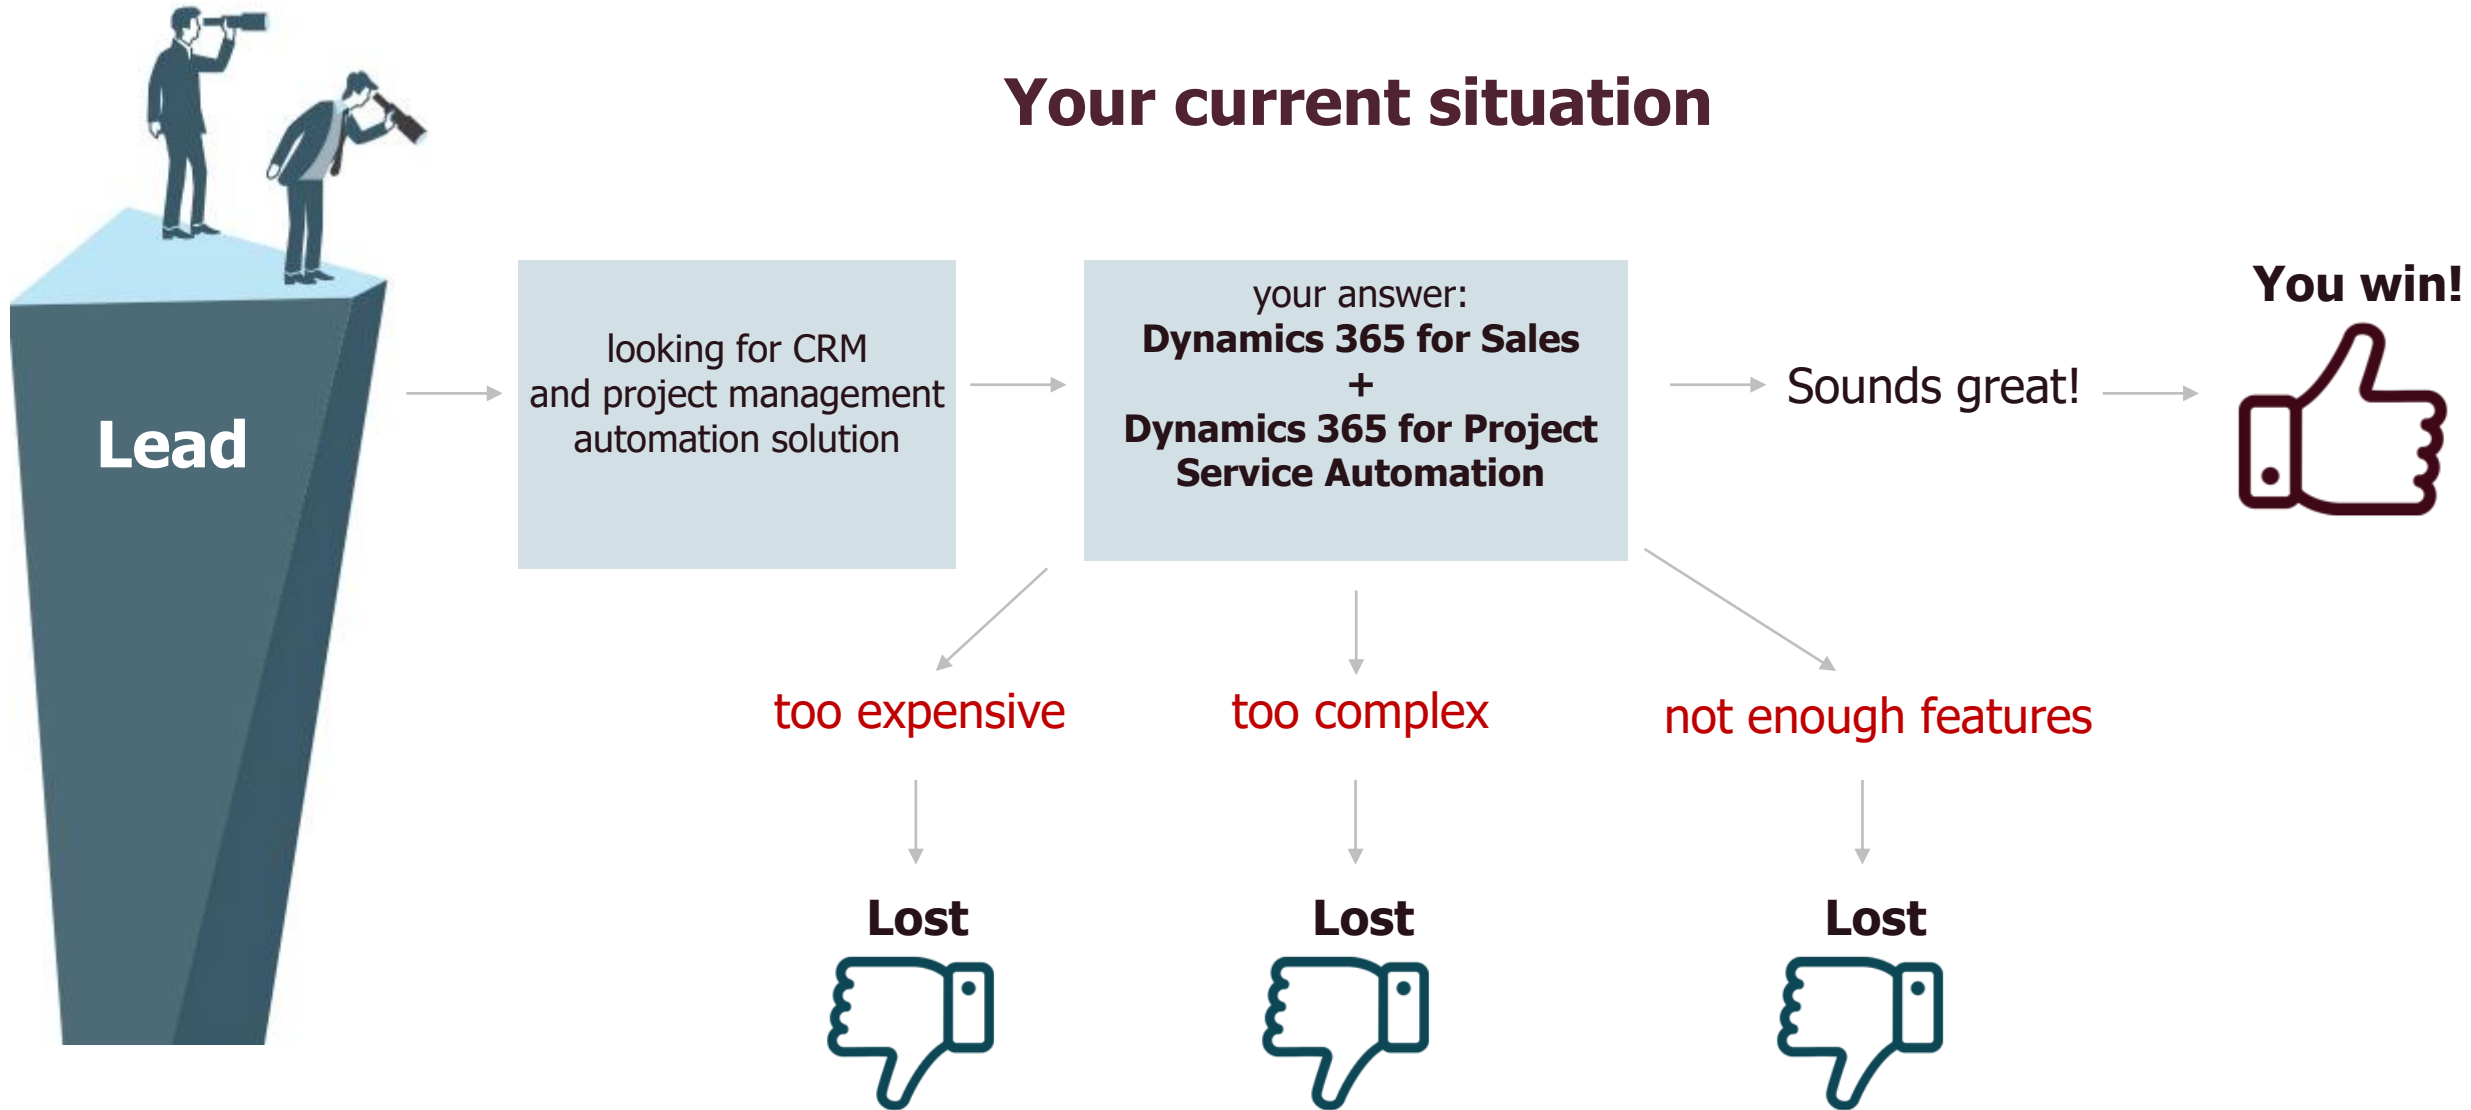 Your current situation
Lead
looking for CRM
and project management
automation solution
your answer:
Dynamics 365 for Sales
+
Dynamics 365 for Project
Service Automation
Sounds great!
You win!
too expensive
too complex
not enough features
Lost
Lost
Lost